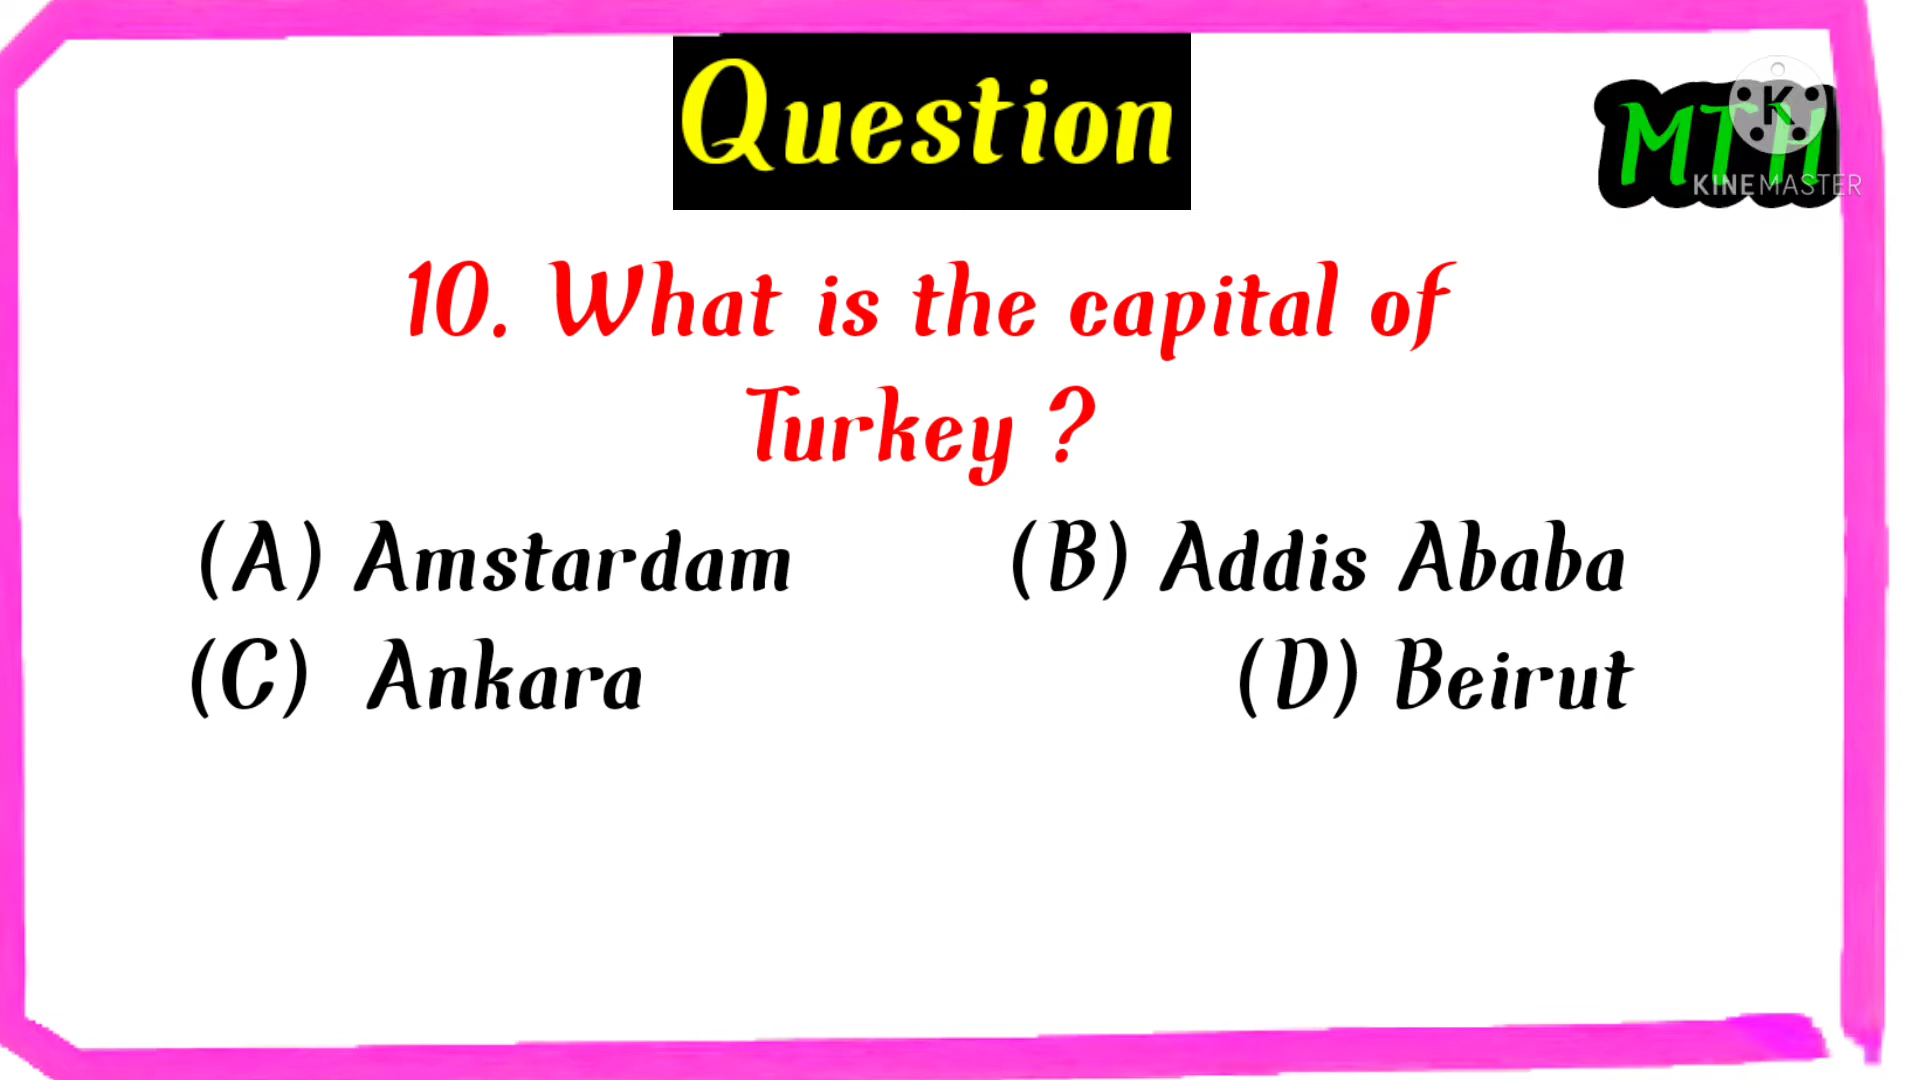 Question
MTH
KINEMASTER
10. What is the capital of
Turkey ?
(A) Amstardam (B) Addis Ababa
(C) Ankara (D) Beirut